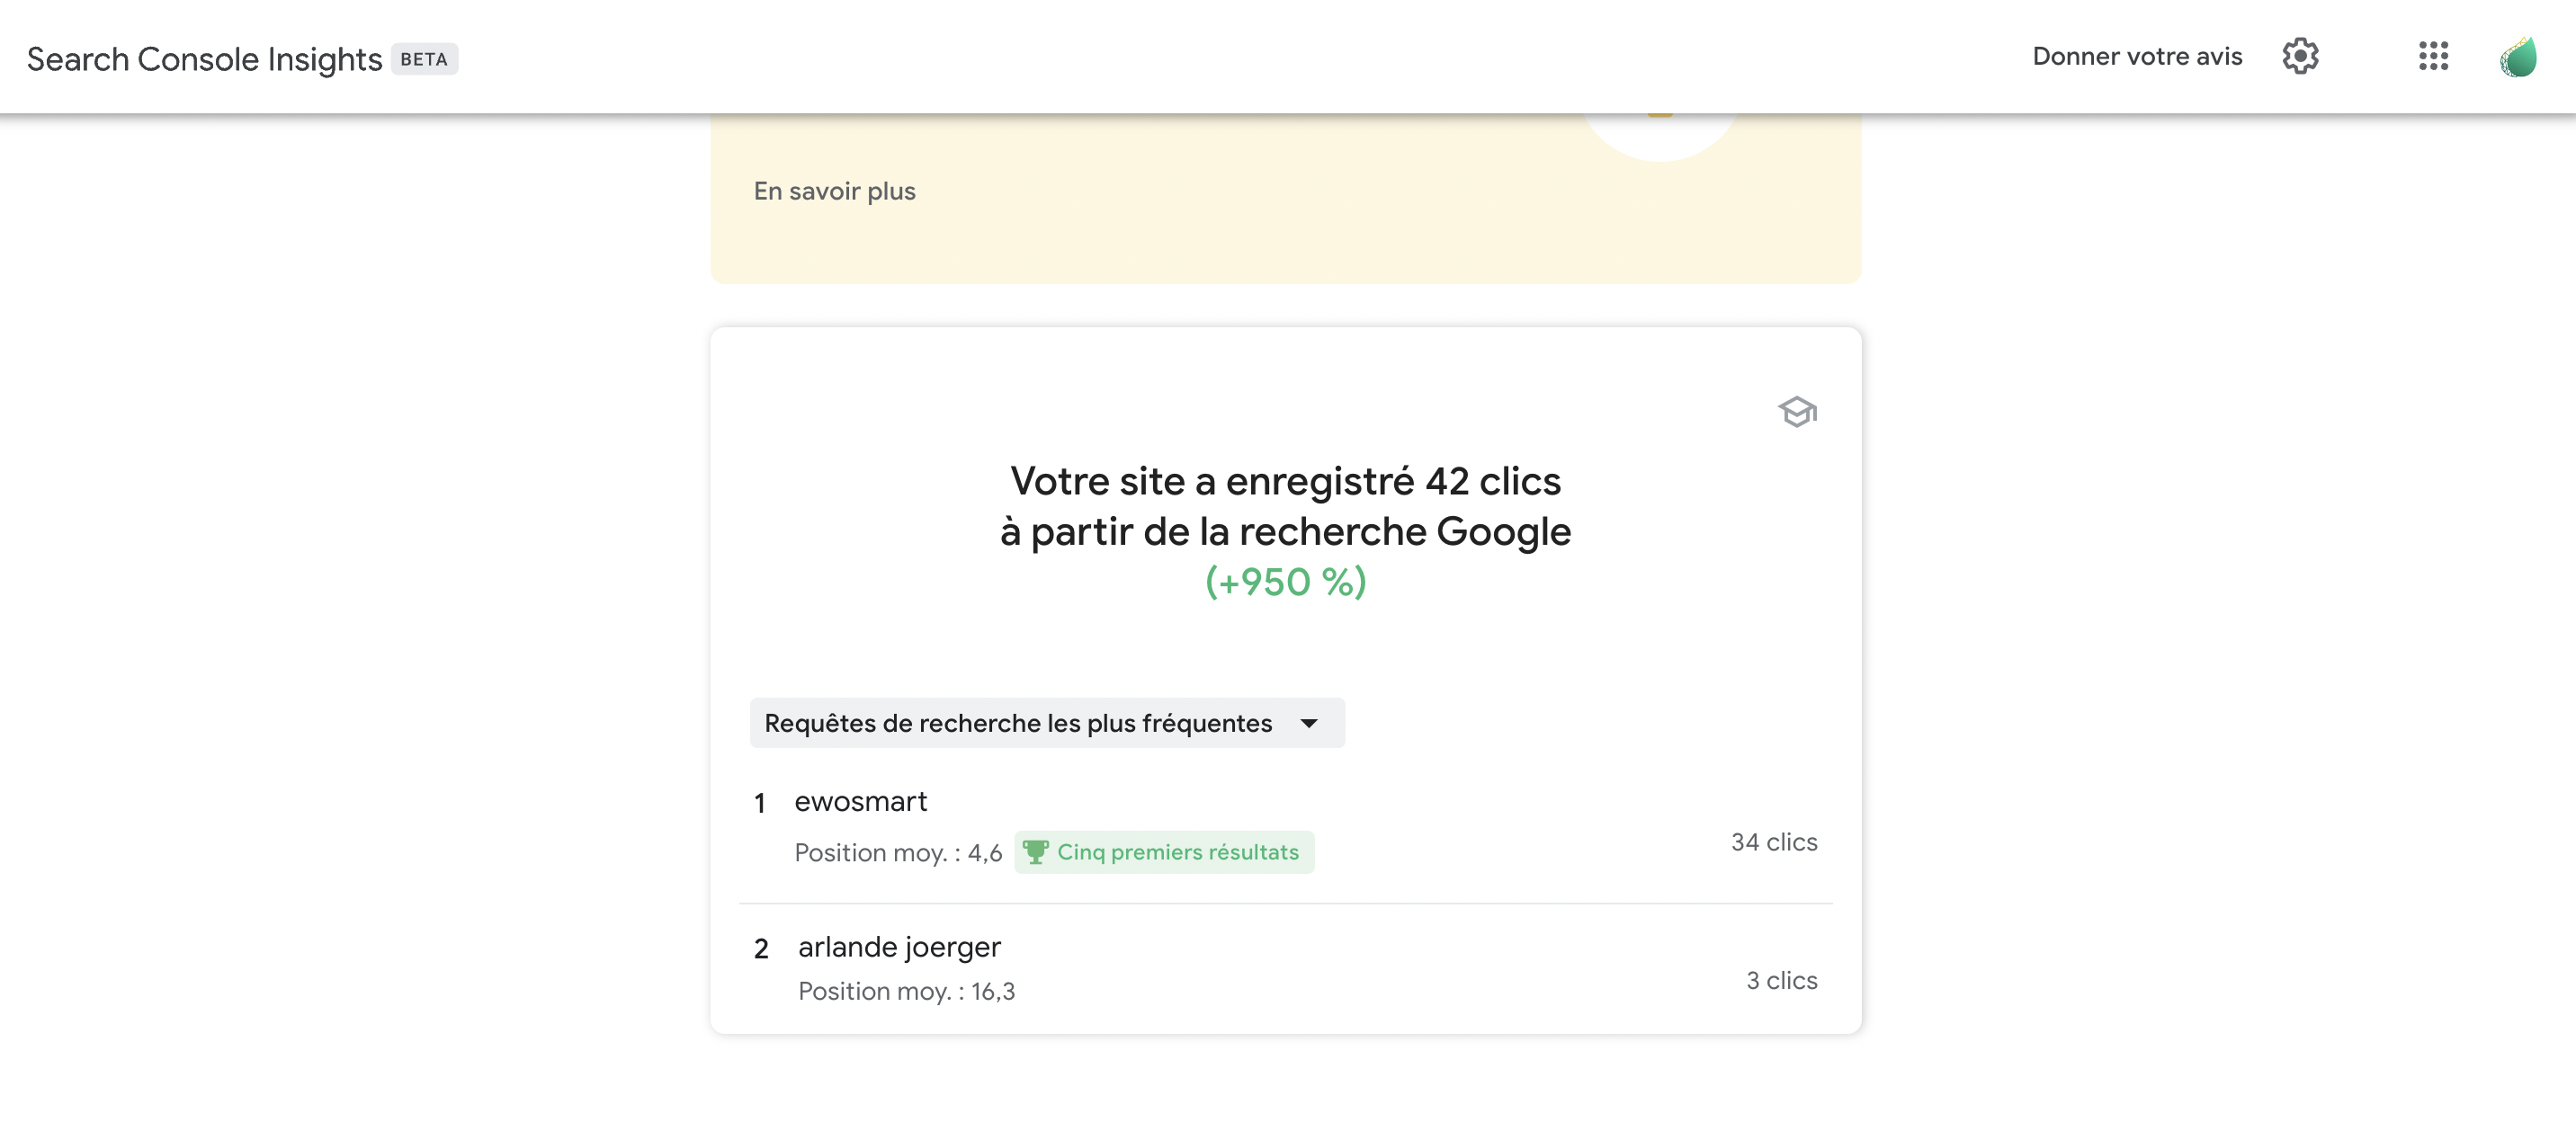 Search Console Insights BETA
Donner votre avis
En savoir plus
Votre site a enregistré 42 clics
à partir de la recherche Google
(+950 %)
Requêtes de recherche les plus fréquentes
1 ewosmart
Position moy. : 4,6 Cinq premiers résultats
34 clics
2 arlande joerger
Position moy. : 16,3
3 clics